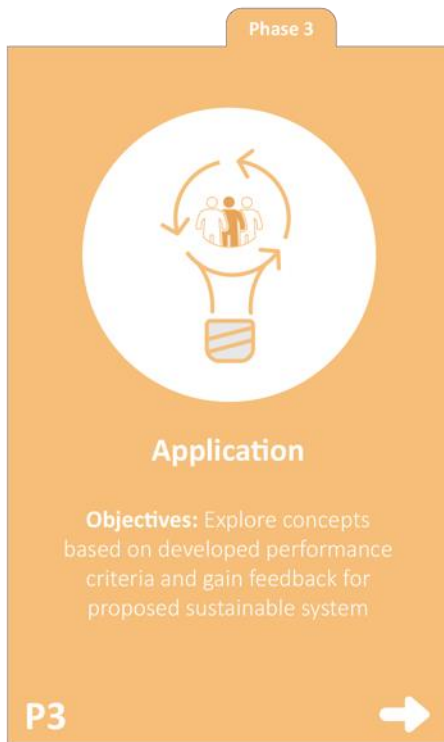 Phase 3
Application
Objectives: Explore concepts
based on developed performance
criteria and gain feedback for
proposed sustainable system
P3